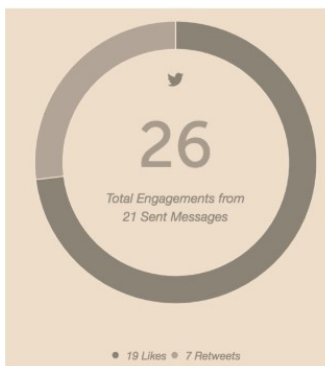 26
Total Engagements from
21 Sent Messages
19 Likes 7 Retweets